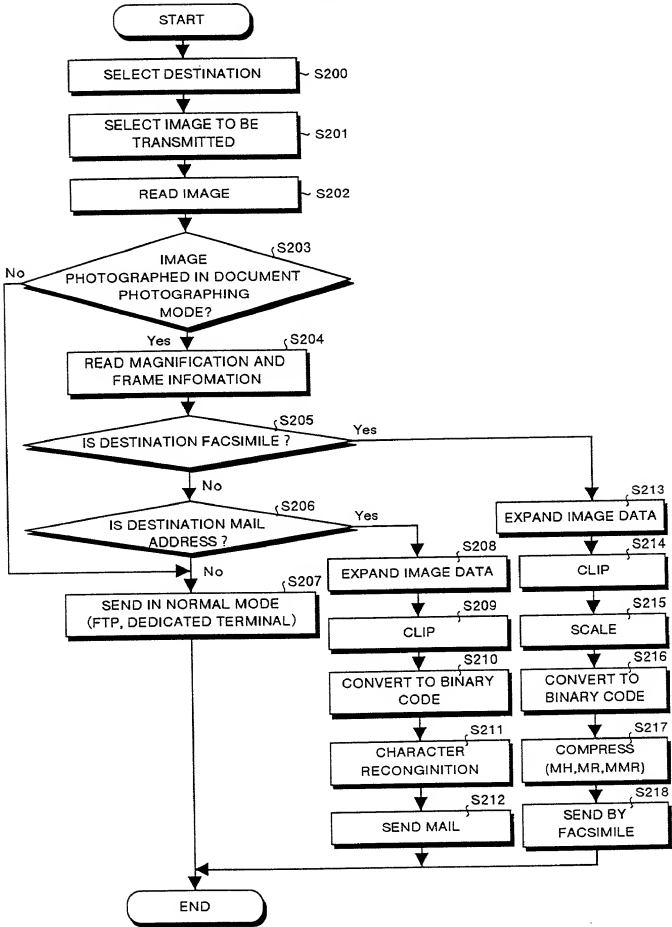 START
SELECT DESTINATION
S200
SELECT IMAGE TO BE
TRANSMITTED
S201
READ IMAGE
S202
S203
IMAGE
PHOTOGRAPHED IN DOCUMENT
PHOTOGRAPHING
MODE?
No
Yes
S204
READ MAGNIFICATION AND
FRAME INFOMATION
S205
IS DESTINATION FACSIMILE ?
Yes
No
S206
IS DESTINATION MAIL
ADDRESS ?
Yes
No
S207
SEND IN NORMAL MODE
(FTP, DEDICATED TERMINAL)
S208
EXPAND IMAGE DATA
S209
CLIP
S210
CONVERT TO BINARY
CODE
S211
CHARACTER
RECONGINITION
S212
SEND MAIL
S213
EXPAND IMAGE DATA
S214
CLIP
S215
SCALE
S216
CONVERT TO
BINARY CODE
S217
COMPRESS
(MH,MR,MMR)
S218
SEND BY
FACSIMILE
END